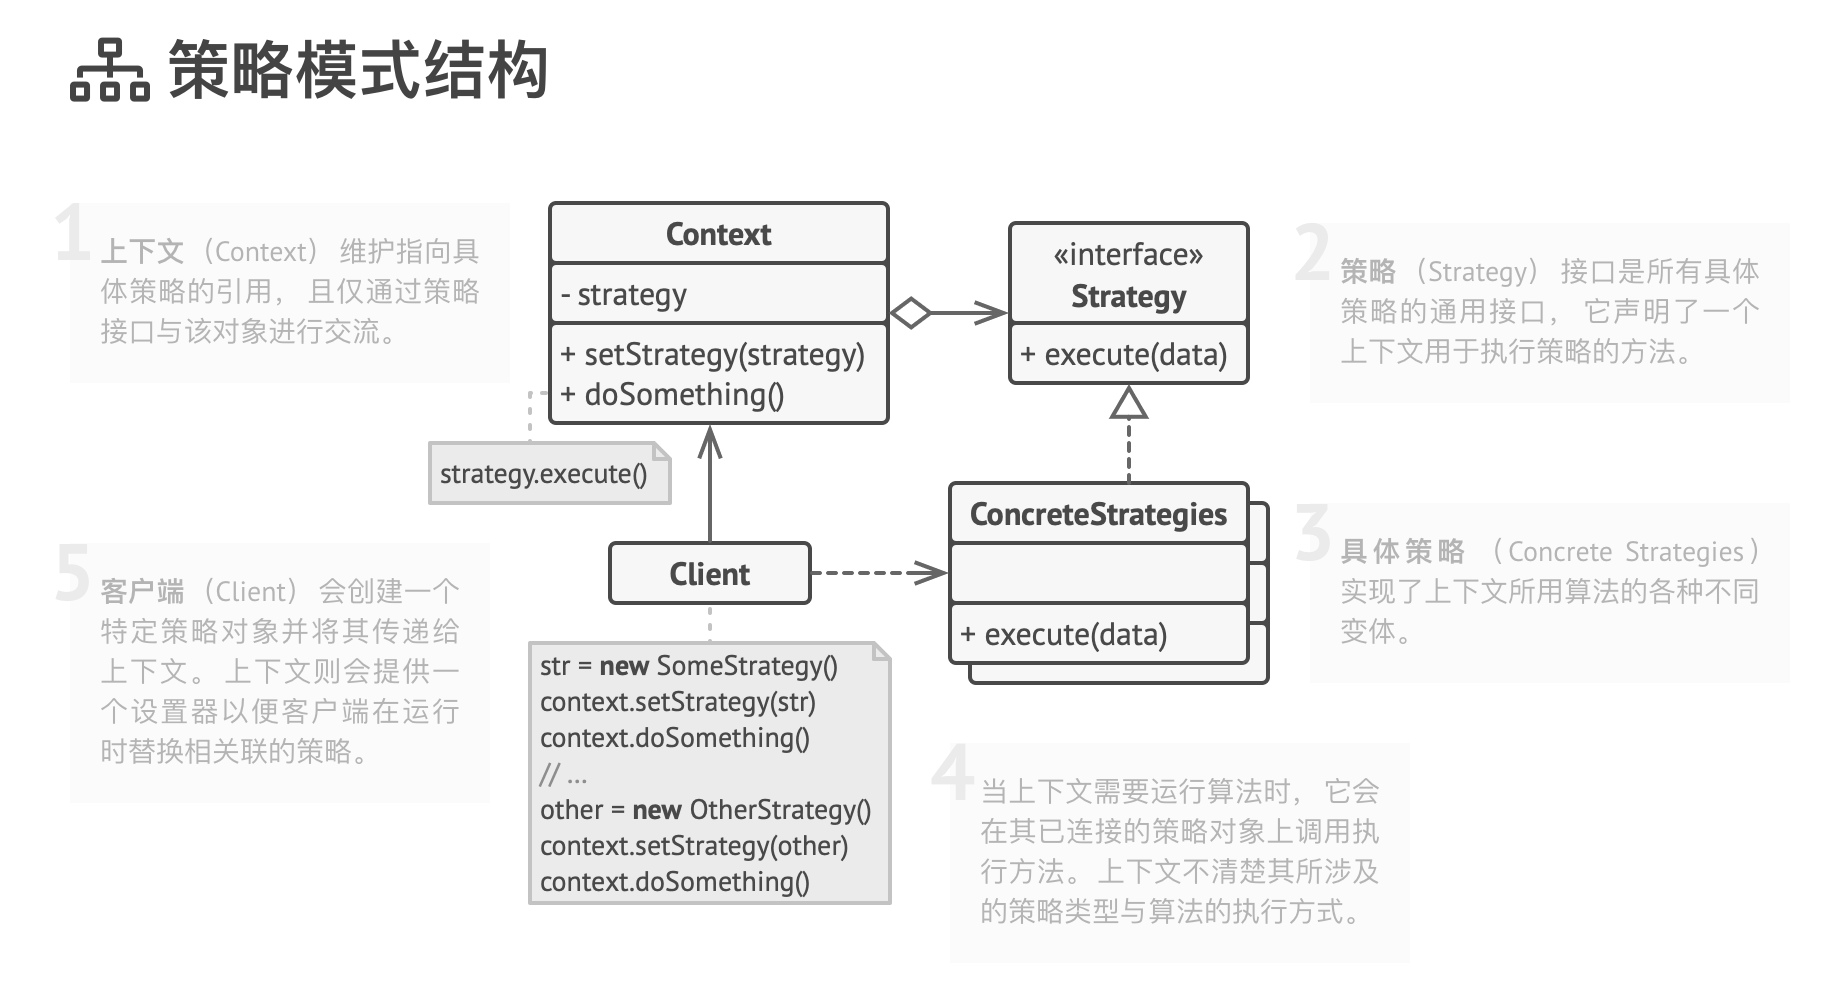 策略模式结构
1
上下文（Context） 维护指向具
体策略的引用， 且仅通过策略
接口与该对象进行交流。
Context
- strategy
+ setStrategy(strategy)
+ doSomething()
«interface»
Strategy
+ execute(data)
2
策略（Strategy） 接口是所有具体
策略的通用接口， 它声明了一个
上下文用于执行策略的方法。
strategy.execute()
Client
ConcreteStrategies
+ execute(data)
3
具体策略 （Concrete Strategies）
实现了上下文所用算法的各种不同
变体。
5
客户端（Client） 会创建一个
特定策略对象并将其传递给
上下文。 上下文则会提供一
个设置器以便客户端在运行
时替换相关联的策略。
str = new SomeStrategy()
context.setStrategy(str)
context.doSomething()
// ...
other = new OtherStrategy()
context.setStrategy(other)
context.doSomething()
4
当上下文需要运行算法时， 它会
在其已连接的策略对象上调用执
行方法。 上下文不清楚其所涉及
的策略类型与算法的执行方式。